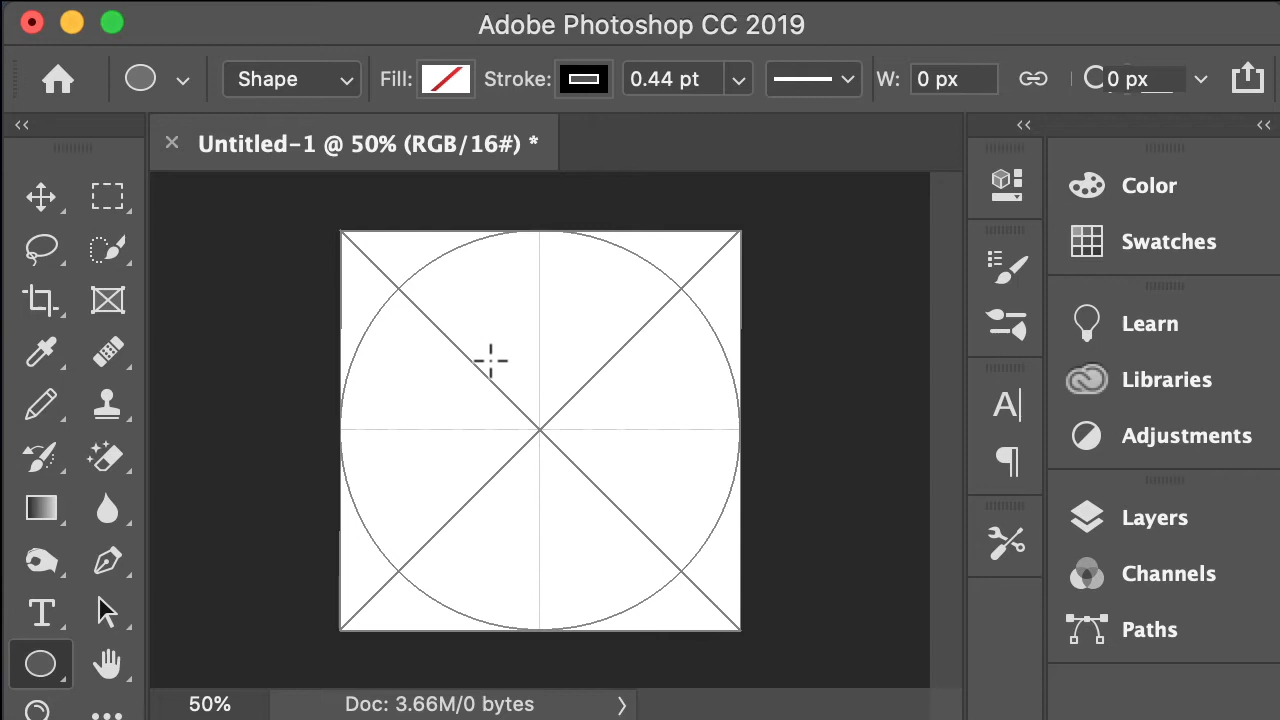 Adobe Photoshop CC 2019
Shape Fill: Stroke: 0.44 pt W: 0 px 0 px
Untitled-1 @ 50% (RGB/16#) *
Color
Swatches
Learn
Libraries
Adjustments
Layers
Channels
Paths
50% Doc: 3.66M/0 bytes